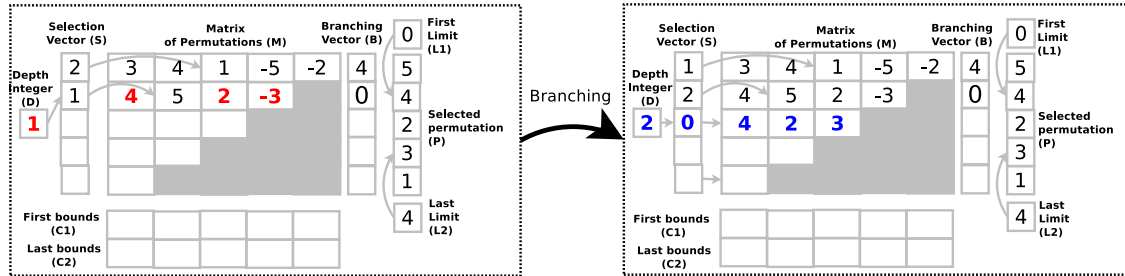 Selection
Vector (S)
Matrix
of Permutations (M)
Branching
Vector (B)
First
Limit
(L1)
0
2 3 4 1 -5 -2 4 5
Depth
Integer
(D)
1 4 5 2 -3 0 4
1
2
Selected
permutation
(P)
3
1
First bounds
(C1)
4
Last
Limit
(L2)
Last bounds
(C2)
Branching
Selection
Vector (S)
Matrix
of Permutations (M)
Branching
Vector (B)
First
Limit
(L1)
0
1 3 4 1 -5 -2 4 5
Depth
Integer
(D)
2 4 5 2 -3 0 4
2 0 4 2 3 2
Selected
permutation
(P)
3
1
First bounds
(C1)
4
Last
Limit
(L2)
Last bounds
(C2)